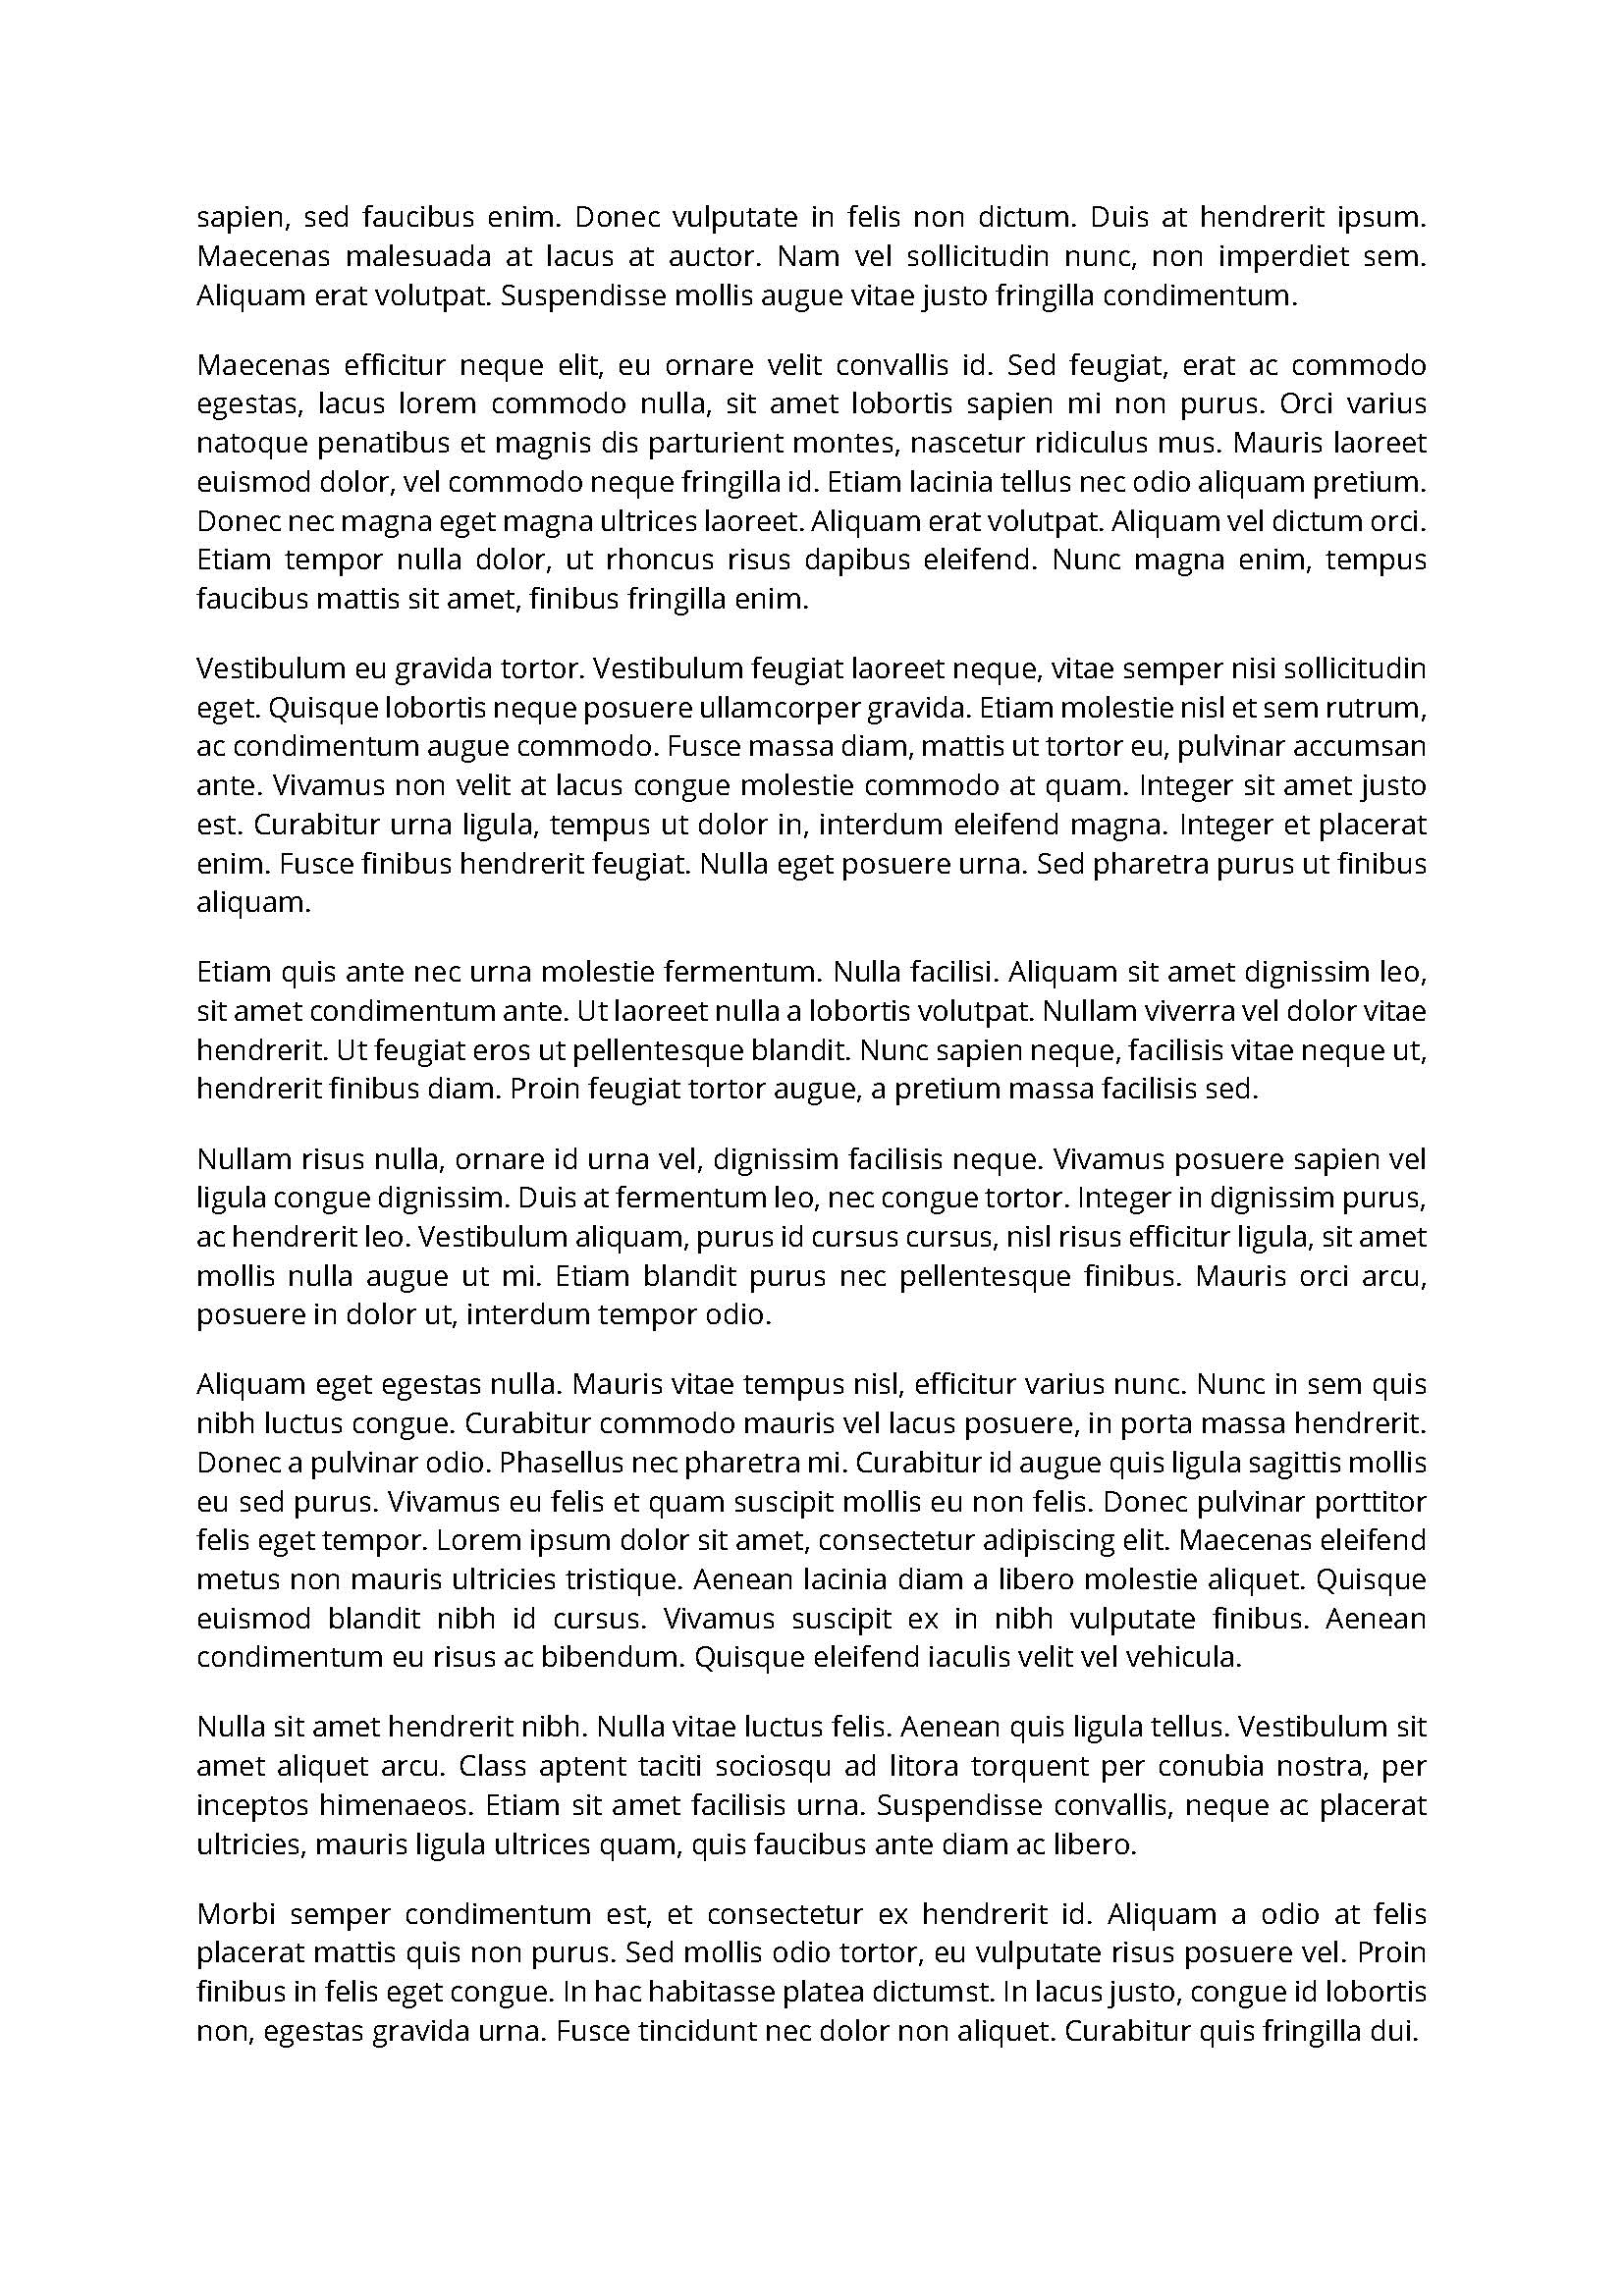 sapien, sed faucibus enim. Donec vulputate in felis non dictum. Duis at hendrerit ipsum.
Maecenas malesuada at lacus at auctor. Nam vel sollicitudin nunc, non imperdiet sem.
Aliquam erat volutpat. Suspendisse mollis augue vitae justo fringilla condimentum.
Maecenas efficitur neque elit, eu ornare velit convallis id. Sed feugiat, erat ac commodo
egestas, lacus lorem commodo nulla, sit amet lobortis sapien mi non purus. Orci varius
natoque penatibus et magnis dis parturient montes, nascetur ridiculus mus. Mauris laoreet
euismod dolor, vel commodo neque fringilla id. Etiam lacinia tellus nec odio aliquam pretium.
Donec nec magna eget magna ultrices laoreet. Aliquam erat volutpat. Aliquam vel dictum orci.
Etiam tempor nulla dolor, ut rhoncus risus dapibus eleifend. Nunc magna enim, tempus
faucibus mattis sit amet, finibus fringilla enim.
Vestibulum eu gravida tortor. Vestibulum feugiat laoreet neque, vitae semper nisi sollicitudin
eget. Quisque lobortis neque posuere ullamcorper gravida. Etiam molestie nisl et sem rutrum,
ac condimentum augue commodo. Fusce massa diam, mattis ut tortor eu, pulvinar accumsan
ante. Vivamus non velit at lacus congue molestie commodo at quam. Integer sit amet justo
est. Curabitur urna ligula, tempus ut dolor in, interdum eleifend magna. Integer et placerat
enim. Fusce finibus hendrerit feugiat. Nulla eget posuere urna. Sed pharetra purus ut finibus
aliquam.
Etiam quis ante nec urna molestie fermentum. Nulla facilisi. Aliquam sit amet dignissim leo,
sit amet condimentum ante. Ut laoreet nulla a lobortis volutpat. Nullam viverra vel dolor vitae
hendrerit. Ut feugiat eros ut pellentesque blandit. Nunc sapien neque, facilisis vitae neque ut,
hendrerit finibus diam. Proin feugiat tortor augue, a pretium massa facilisis sed.
Nullam risus nulla, ornare id urna vel, dignissim facilisis neque. Vivamus posuere sapien vel
ligula congue dignissim. Duis at fermentum leo, nec congue tortor. Integer in dignissim purus,
ac hendrerit leo. Vestibulum aliquam, purus id cursus cursus, nisl risus efficitur ligula, sit amet
mollis nulla augue ut mi. Etiam blandit purus nec pellentesque finibus. Mauris orci arcu,
posuere in dolor ut, interdum tempor odio.
Aliquam eget egestas nulla. Mauris vitae tempus nisl, efficitur varius nunc. Nunc in sem quis
nibh luctus congue. Curabitur commodo mauris vel lacus posuere, in porta massa hendrerit.
Donec a pulvinar odio. Phasellus nec pharetra mi. Curabitur id augue quis ligula sagittis mollis
eu sed purus. Vivamus eu felis et quam suscipit mollis eu non felis. Donec pulvinar porttitor
felis eget tempor. Lorem ipsum dolor sit amet, consectetur adipiscing elit. Maecenas eleifend
metus non mauris ultricies tristique. Aenean lacinia diam a libero molestie aliquet. Quisque
euismod blandit nibh id cursus. Vivamus suscipit ex in nibh vulputate finibus. Aenean
condimentum eu risus ac bibendum. Quisque eleifend iaculis velit vel vehicula.
Nulla sit amet hendrerit nibh. Nulla vitae luctus felis. Aenean quis ligula tellus. Vestibulum sit
amet aliquet arcu. Class aptent taciti sociosqu ad litora torquent per conubia nostra, per
inceptos himenaeos. Etiam sit amet facilisis urna. Suspendisse convallis, neque ac placerat
ultricies, mauris ligula ultrices quam, quis faucibus ante diam ac libero.
Morbi semper condimentum est, et consectetur ex hendrerit id. Aliquam a odio at felis
placerat mattis quis non purus. Sed mollis odio tortor, eu vulputate risus posuere vel. Proin
finibus in felis eget congue. In hac habitasse platea dictumst. In lacus justo, congue id lobortis
non, egestas gravida urna. Fusce tincidunt nec dolor non aliquet. Curabitur quis fringilla dui.